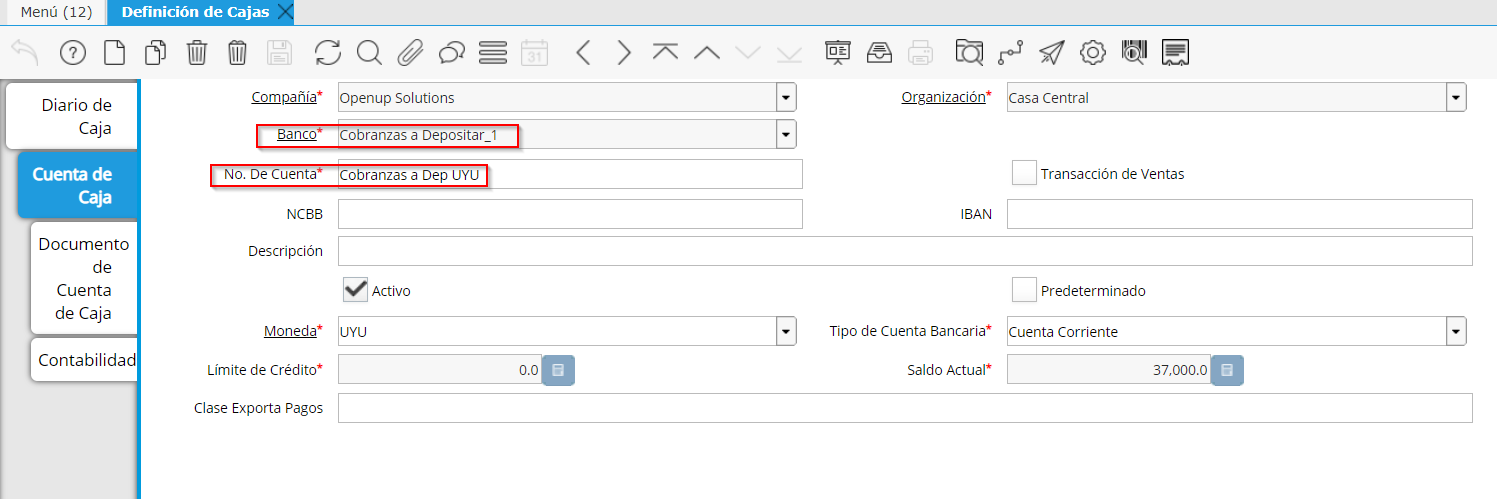 Menú (12)
Definición de Cajas
31
Diario de
Caja
Cuenta de
Caja
Documento
de
Cuenta
de Caja
Contabilidad
Compañía* Openup Solutions
Organización* Casa Central
Banco* Cobranzas a Depositar_1
No. De Cuenta* Cobranzas a Dep UYU
Transacción de Ventas
NCBB
IBAN
Descripción
Activo
Predeterminado
Moneda* UYU
Tipo de Cuenta Bancaria* Cuenta Corriente
Límite de Crédito* 0.0
Saldo Actual* 37,000.0
Clase Exporta Pagos